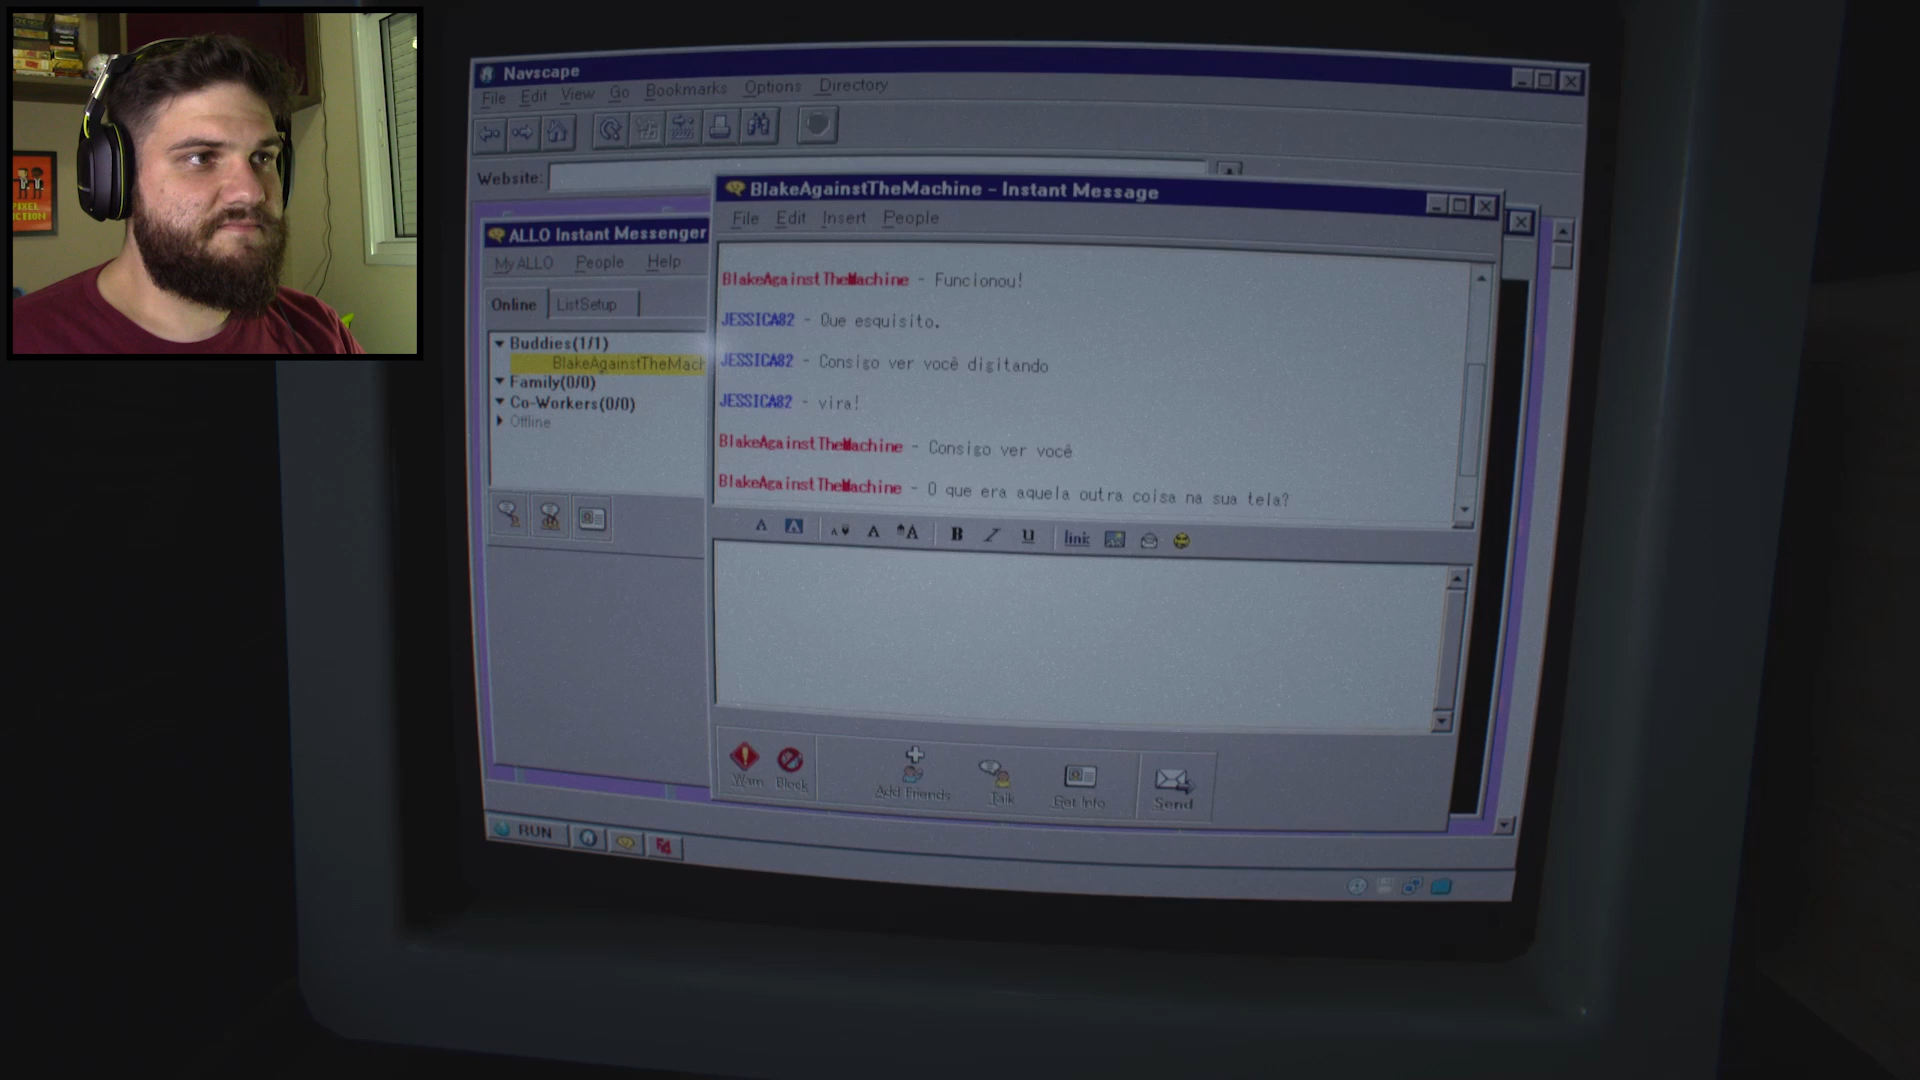 Navscape
File Edit View Go Bookmarks Options Directory
Website:
BlakeAgainstTheMachine - Instant Message
File Edit Insert People
ALLO Instant Messenger
My ALLO People Help
Online ListSetup
Buddies(1/1)
BlakeAgainstTheMach
Family(0/0)
Co-Workers(0/0)
Offline
BlakeAgainstTheMachine - Funcionou!
JESSICA82 - Que esquisito.
JESSICA82 - Consigo ver você digitando
JESSICA82 - vira!
BlakeAgainstTheMachine - Consigo ver você
BlakeAgainstTheMachine - O que era aquela outra coisa na sua tela?
A A A A A B I U link
Warn Block Add Friends Talk Get Info Send
RUN
PIXEL